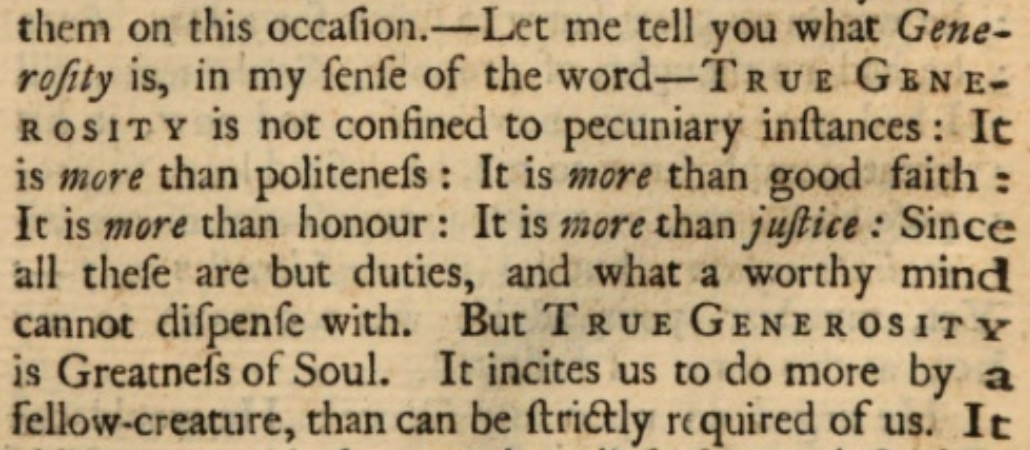 them on this occaſion.—Let me tell you what Gene-
roſity is, in my ſenſe of the word—TRUE GENE-
ROSITY is not confined to pecuniary inſtances: It
is more than politeneſs: It is more than good faith:
It is more than honour: It is more than juſtice: Since
all theſe are but duties, and what a worthy mind
cannot diſpenſe with. But TRUE GENEROSITY
is Greatneſs of Soul. It incites us to do more by a
fellow-creature, than can be ſtrictly required of us. It